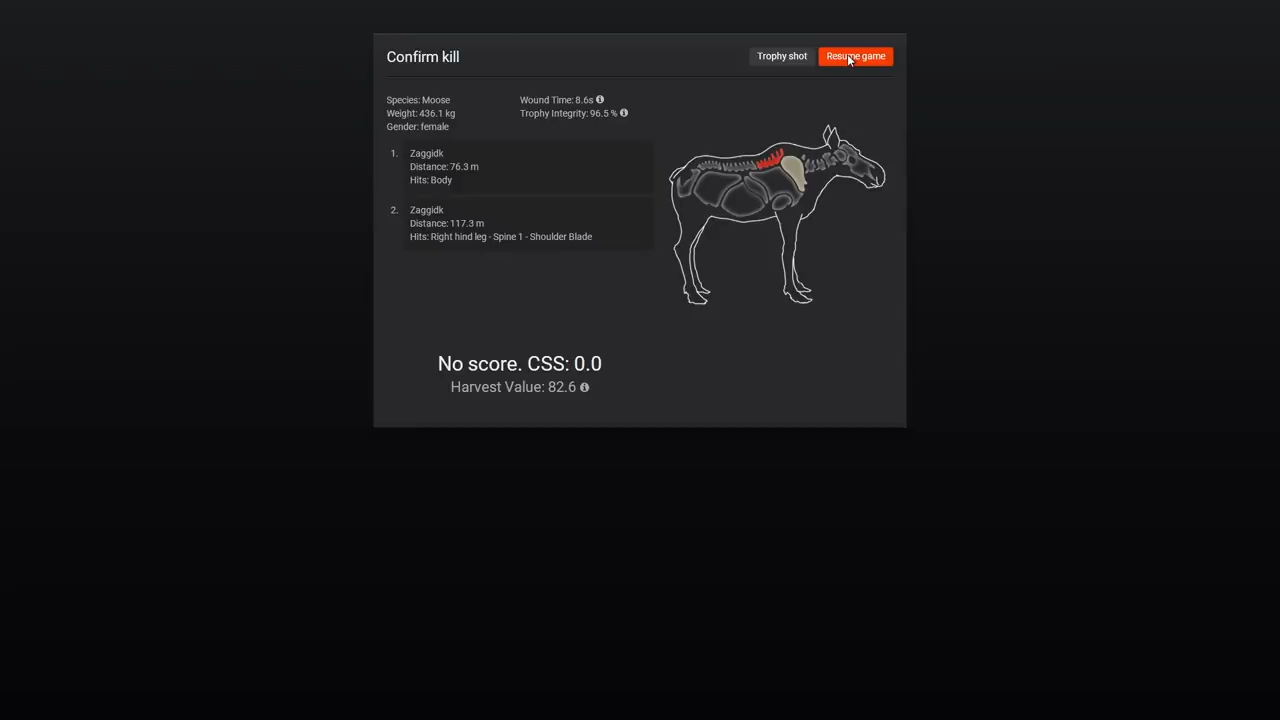 Confirm kill
Trophy shot
Resume game
Species: Moose
Weight: 436.1 kg
Gender: female
Wound Time: 8.6s
Trophy Integrity: 96.5 %
1. Zaggidk
Distance: 76.3 m
Hits: Body
2. Zaggidk
Distance: 117.3 m
Hits: Right hind leg - Spine 1 - Shoulder Blade
No score. CSS: 0.0
Harvest Value: 82.6